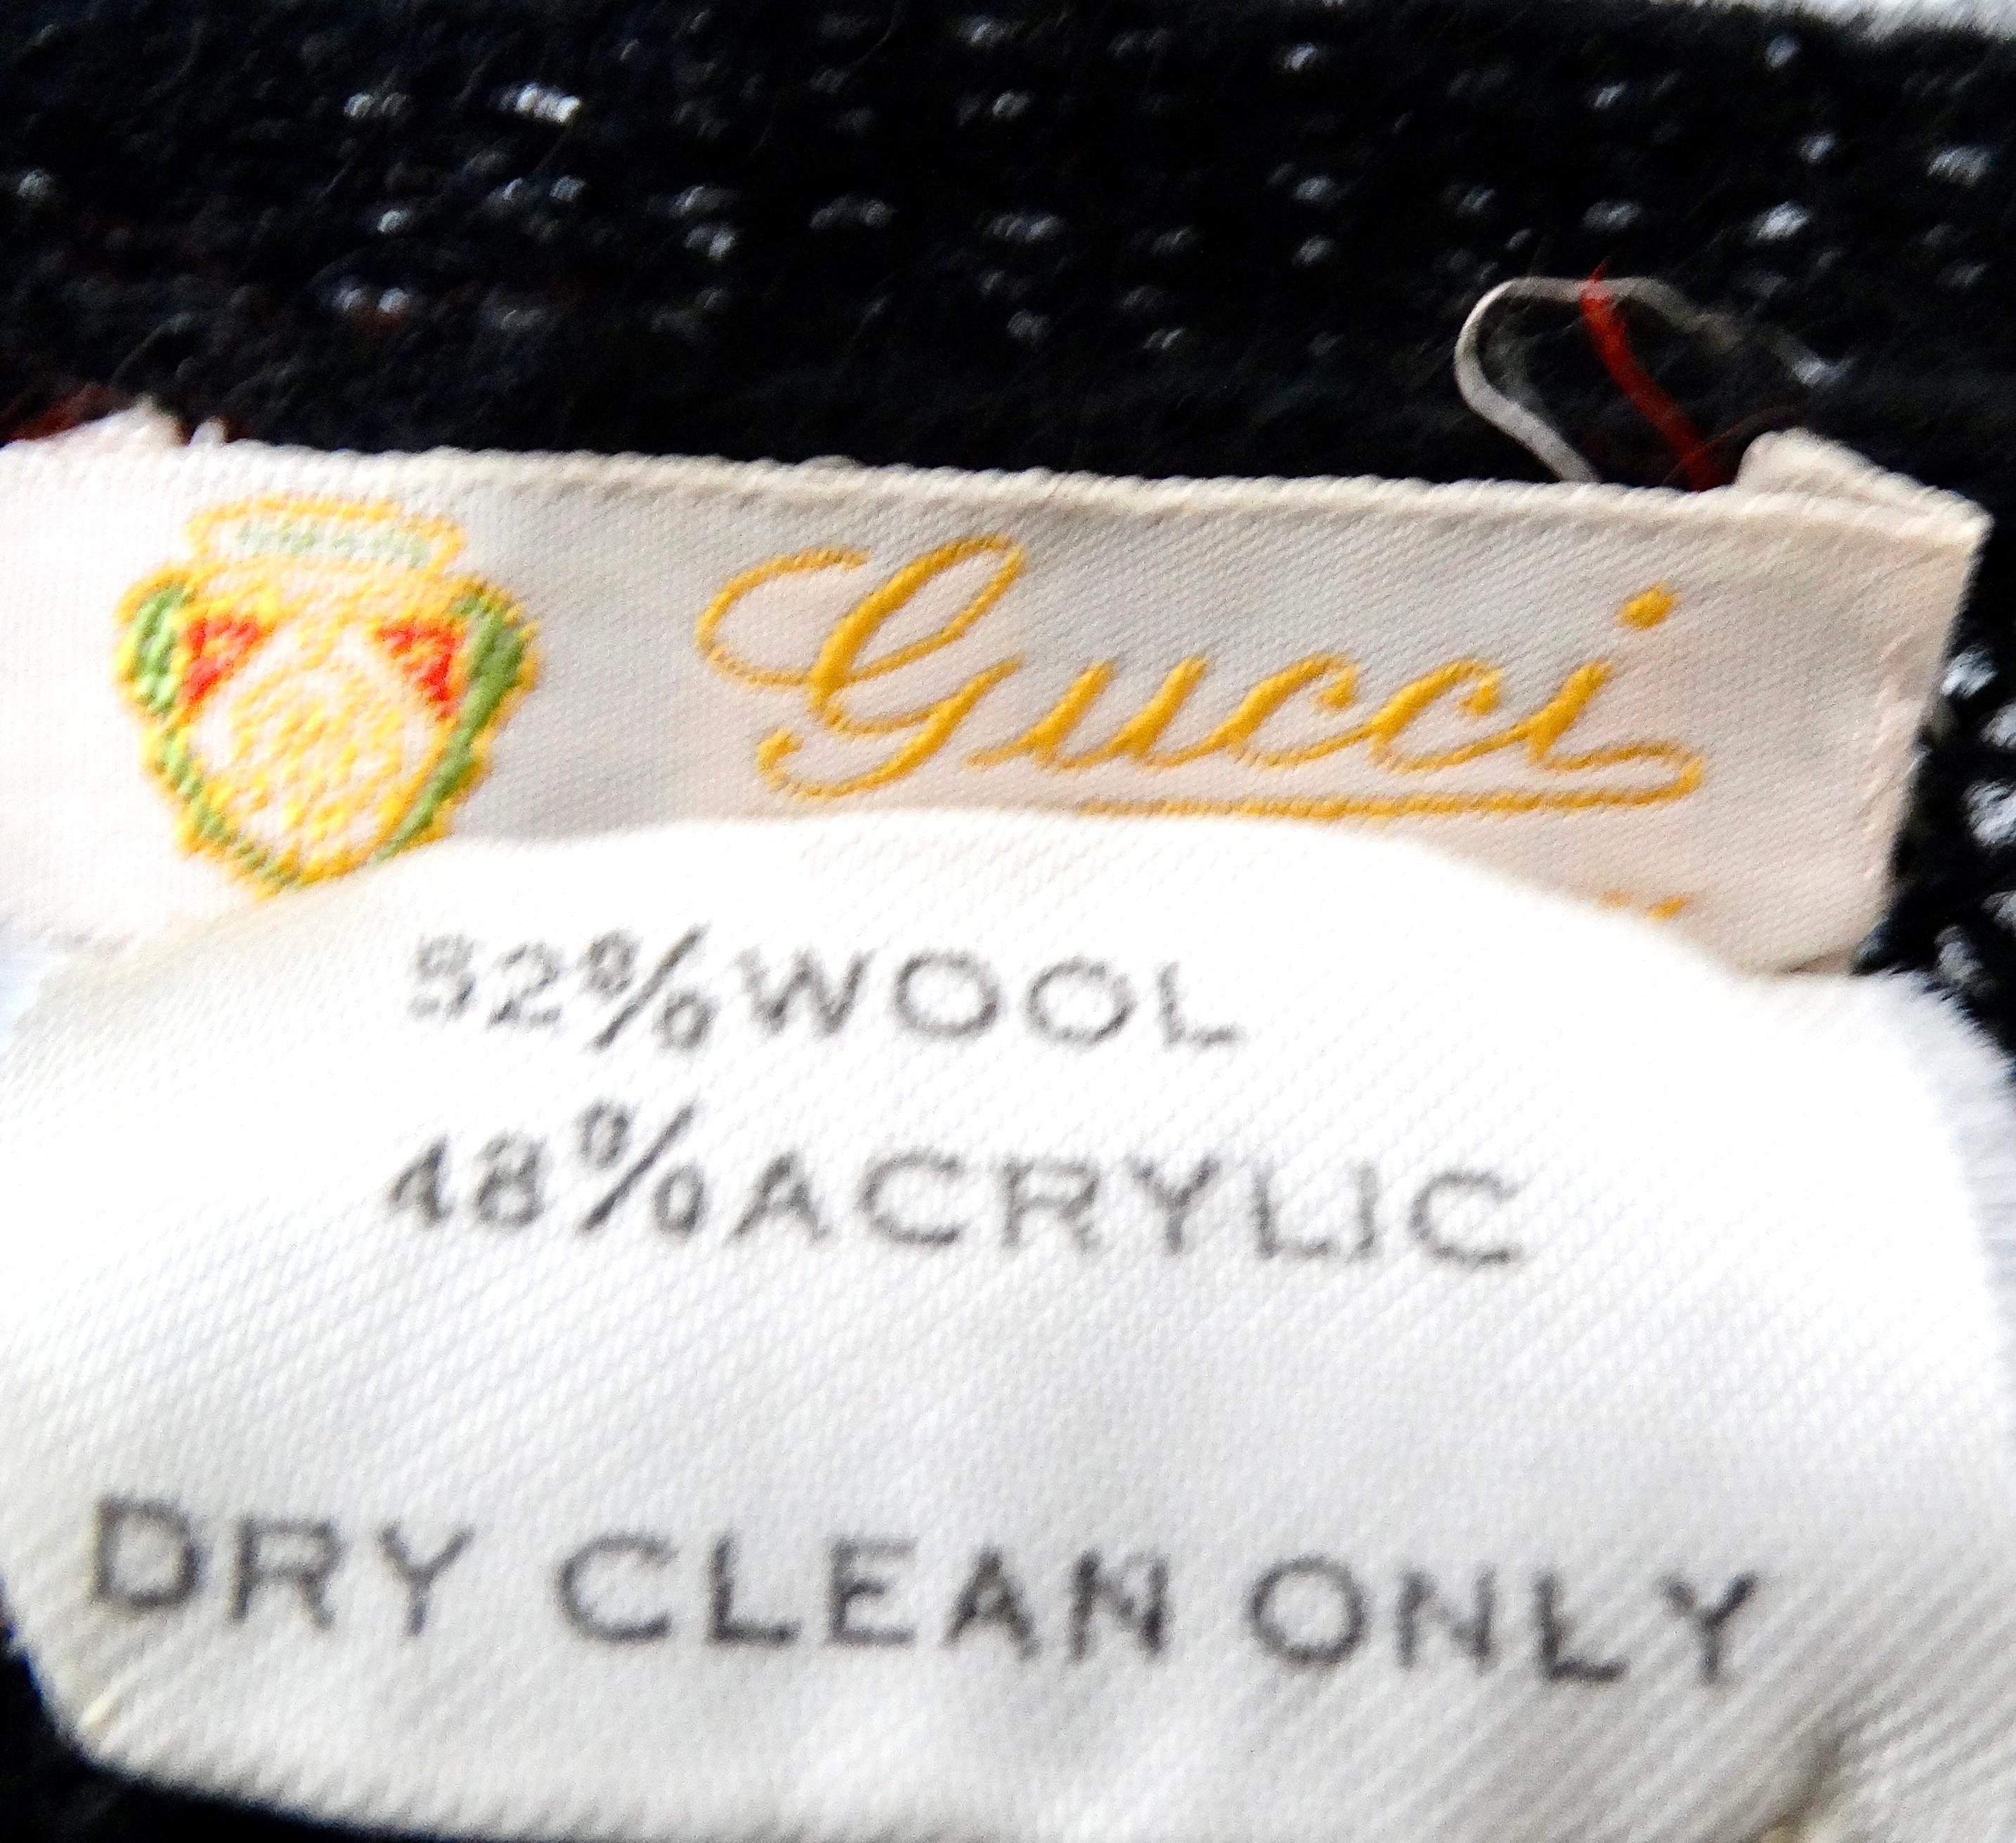 Gucci
52% WOOL
48% ACRYLIC
DRY CLEAN ONLY